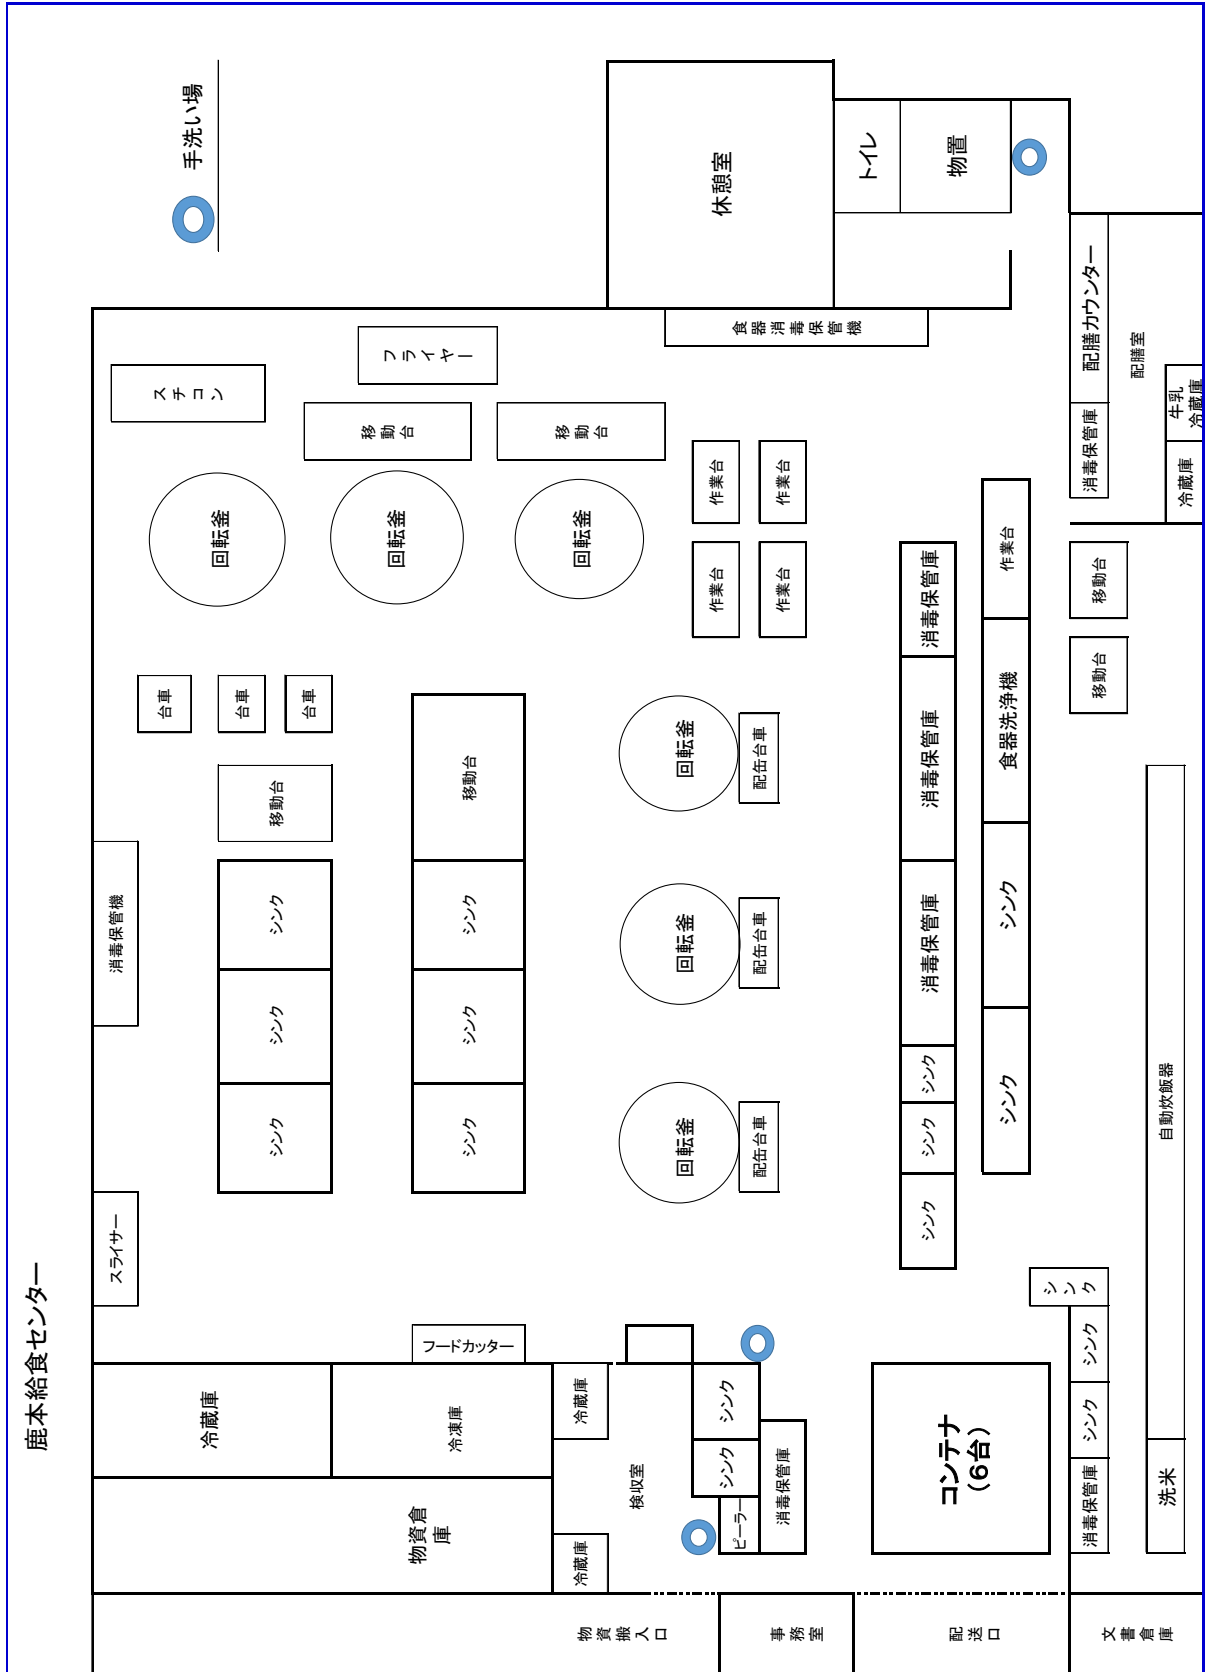 鹿本給食センター
手洗い場
休憩室
トイレ
物置
配膳カウンター
配膳室
牛乳
冷蔵庫
冷蔵庫
消毒保管庫
食器消毒保管機
フライヤー
スチコン
移動台
移動台
回転釜
回転釜
回転釜
作業台
作業台
作業台
作業台
作業台
移動台
移動台
台車
台車
台車
移動台
移動台
消毒保管機
シンク
シンク
シンク
シンク
シンク
シンク
回転釜
回転釜
回転釜
配缶台車
配缶台車
配缶台車
消毒保管庫
消毒保管庫
消毒保管庫
シンク
シンク
シンク
食器洗浄機
シンク
シンク
自動炊飯器
洗米
スライサー
フードカッター
冷蔵庫
冷凍庫
物資倉
庫
冷蔵庫
検収室
冷蔵庫
シンク
シンク
ピーラー
消毒保管庫
コンテナ
(6台)
シンク
シンク
シンク
消毒保管庫
物資搬入口
事務室
配送口
文書倉庫